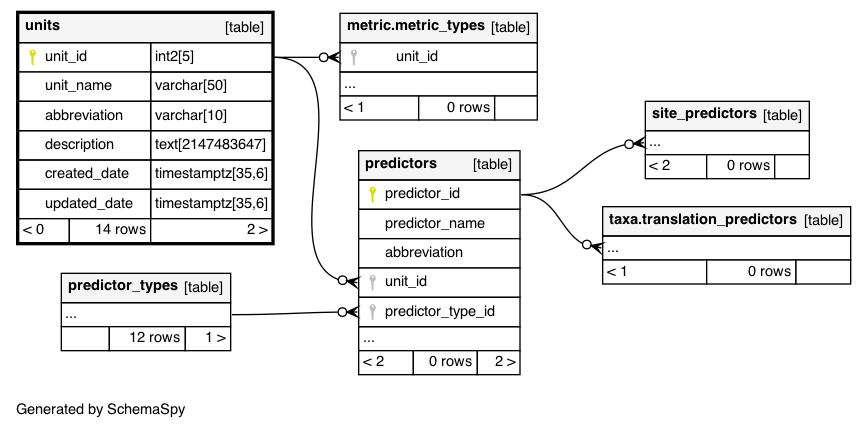 units [table]
unit_id int2[5]
unit_name varchar[50]
abbreviation varchar[10]
description text[2147483647]
created_date timestamptz[35,6]
updated_date timestamptz[35,6]
< 0 14 rows 2 >
metric.metric_types [table]
unit_id
...
< 1 0 rows
predictors [table]
predictor_id
predictor_name
abbreviation
unit_id
predictor_type_id
...
< 2 0 rows 2 >
site_predictors [table]
...
< 2 0 rows
taxa.translation_predictors [table]
...
< 1 0 rows
predictor_types [table]
...
12 rows 1 >
Generated by SchemaSpy